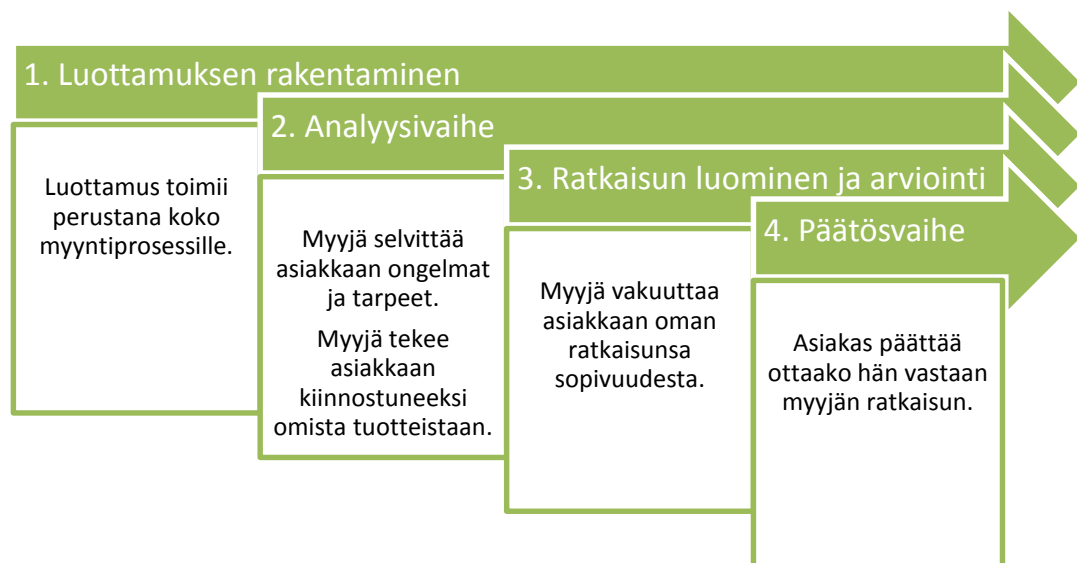 1. Luottamuksen rakentaminen
Luottamus toimii
perustana koko
myyntiprosessille.
2. Analyysivaihe
Myyjä selvittää
asiakkaan ongelmat
ja tarpeet.
Myyjä tekee
asiakkaan
kiinnostuneeksi
omista tuotteistaan.
3. Ratkaisun luominen ja arviointi
Myyjä vakuuttaa
asiakkaan oman
ratkaisunsa
sopivuudesta.
4. Päätösvaihe
Asiakas päättää
ottaako hän vastaan
myyjän ratkaisun.